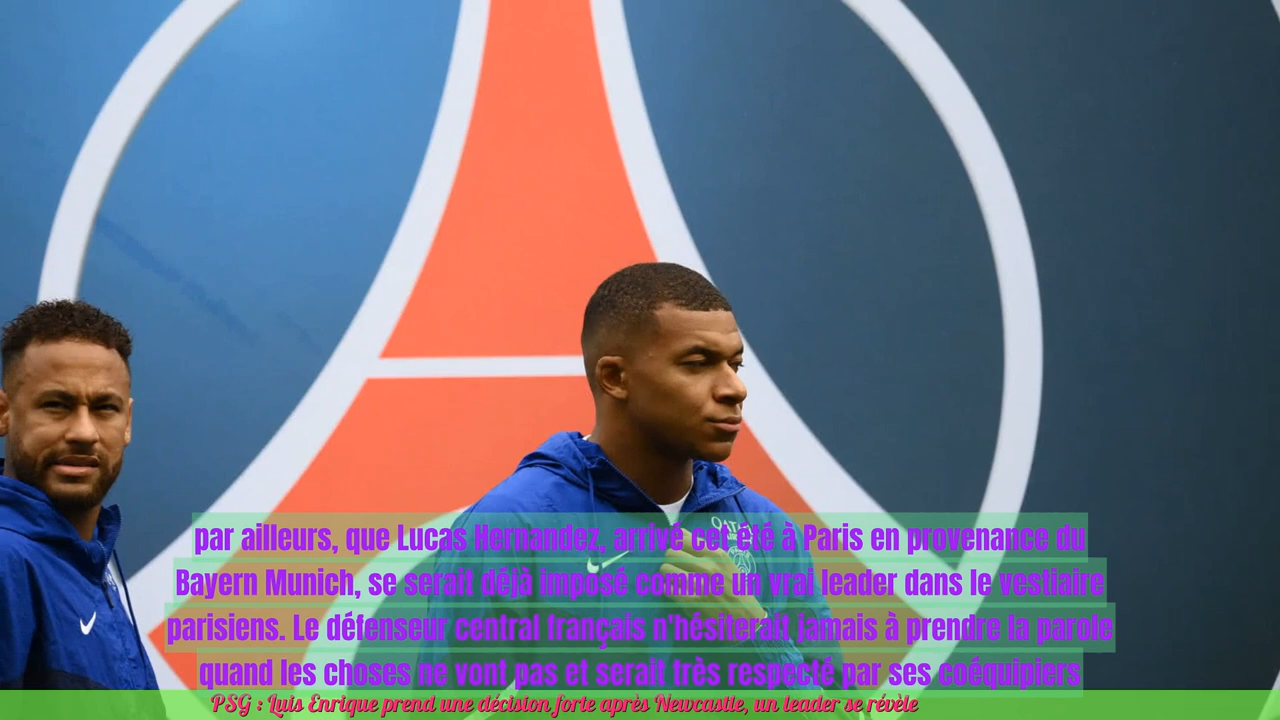 QATAR
par ailleurs, que Lucas Hernandez, arrivé cet été à Paris en provenance du
Bayern Munich, se serait déjà imposé comme un vrai leader dans le vestiaire
parisiens. Le défenseur central français n'hésiterait jamais à prendre la parole
quand les choses ne vont pas et serait très respecté par ses coéquipiers
PSG : Luis Enrique prend une décision forte après Newcastle, un leader se révèle